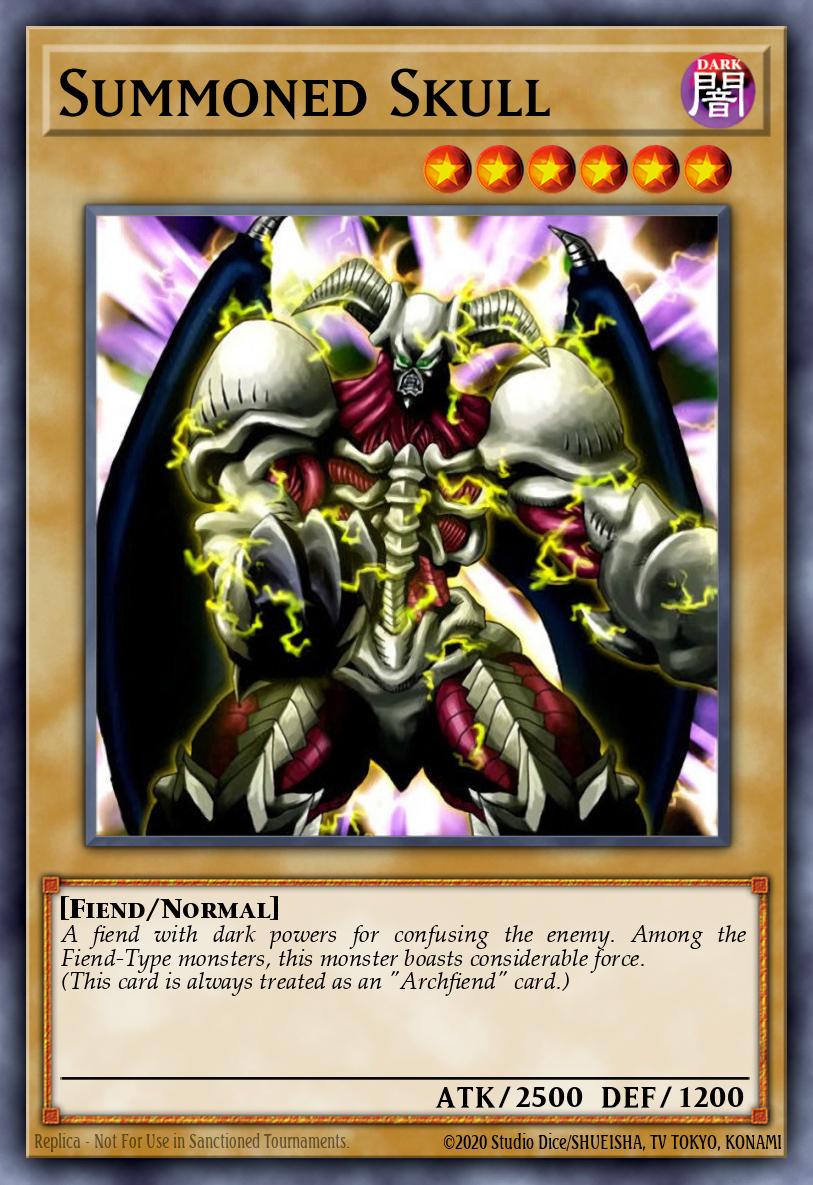 Summoned Skull
DARK
闇
[Fiend/Normal]
A fiend with dark powers for confusing the enemy. Among the
Fiend-Type monsters, this monster boasts considerable force.
(This card is always treated as an "Archfiend" card.)
ATK/2500 DEF/1200
Replica - Not For Use in Sanctioned Tournaments.
©2020 Studio Dice/SHUEISHA, TV TOKYO, KONAMI